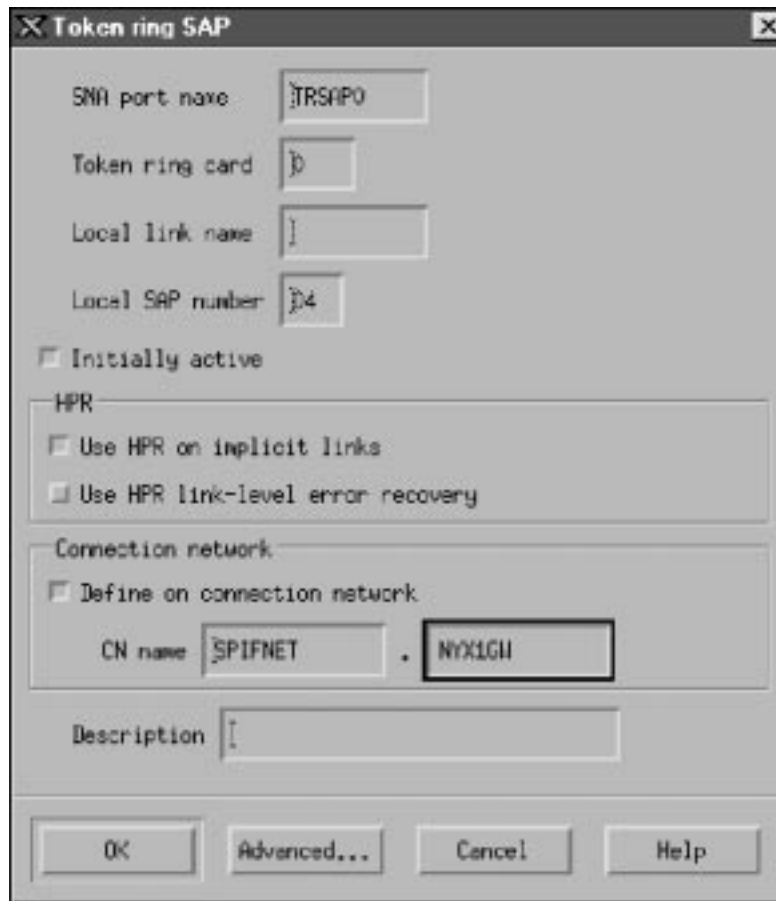 Token ring SAP
SNA port name TRSAP0
Token ring card 0
Local link name
Local SAP number 04
Initially active
HPR
Use HPR on implicit links
Use HPR link-level error recovery
Connection network
Define on connection network
CN name SPIFNET . NYX1GW
Description
OK Advanced... Cancel Help